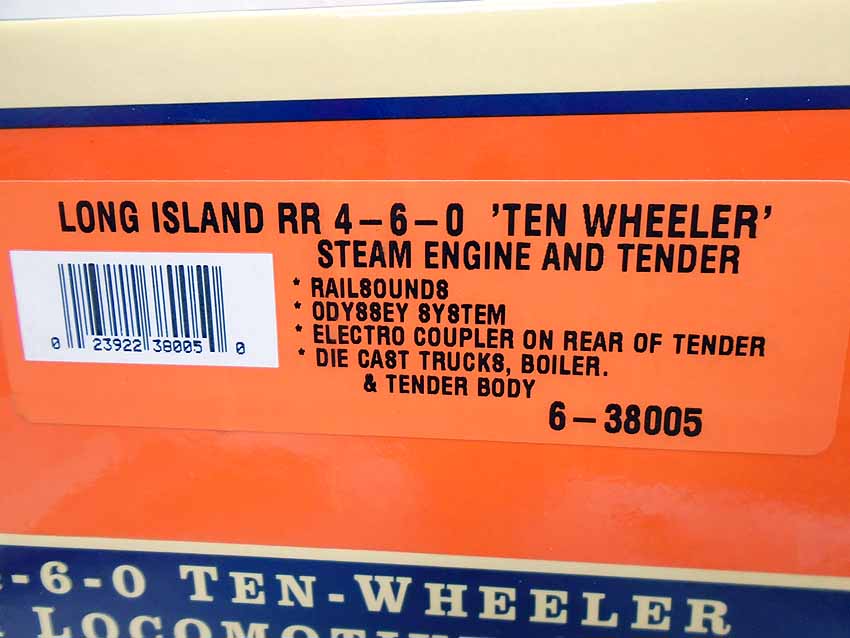 LONG ISLAND RR 4-6-0 'TEN WHEELER'
STEAM ENGINE AND TENDER
* RAILSOUNDS
* ODYSSEY SYSTEM
* ELECTRO COUPLER ON REAR OF TENDER
* DIE CAST TRUCKS, BOILER.
& TENDER BODY
0 23922 38005 0
6-38005
-6-0 TEN-WHEELER